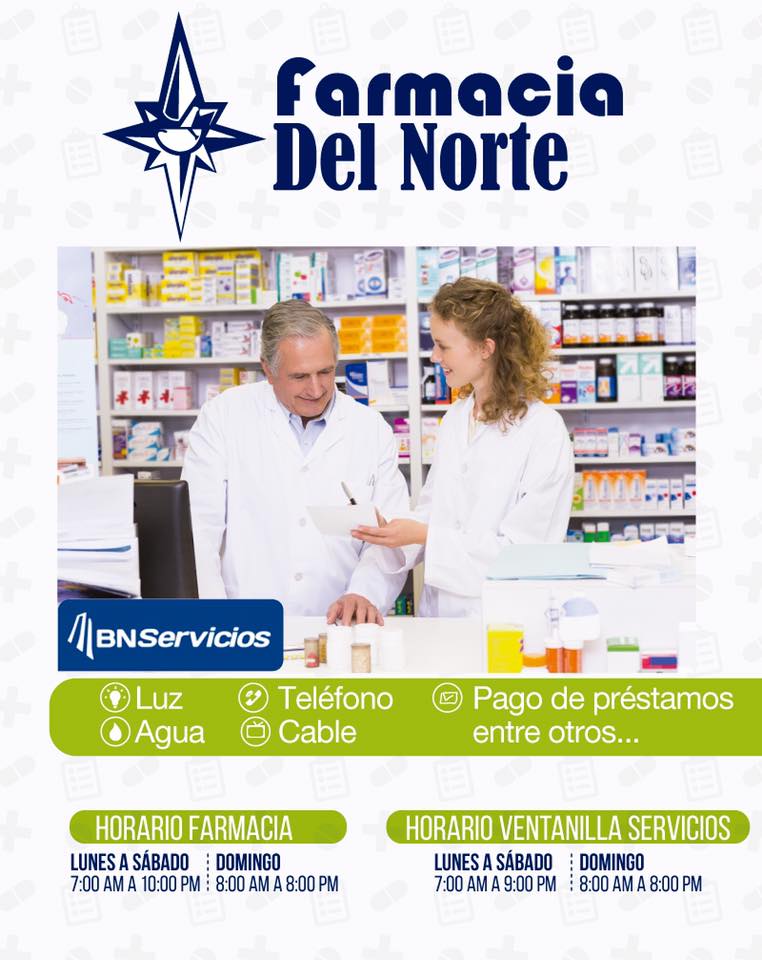 Farmacia
Del Norte
BNServicios
Luz
Teléfono
Pago de préstamos
Agua
Cable
entre otros...
HORARIO FARMACIA
LUNES A SÁBADO
DOMINGO
7:00 AM A 10:00 PM
8:00 AM A 8:00 PM
HORARIO VENTANILLA SERVICIOS
LUNES A SÁBADO
DOMINGO
7:00 AM A 9:00 PM
8:00 AM A 8:00 PM